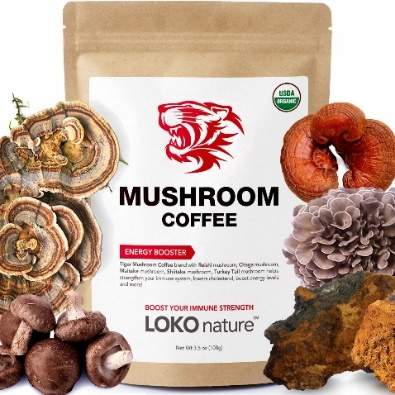 USDA
ORGANIC
MUSHROOM
COFFEE
ENERGY BOOSTER
Tiger Mushroom Coffee blend with Reishi mushroom, Chaga mushroom,
Maitake mushroom, Shiitake mushroom, Turkey Tail mushroom helps
strengthen your immune system, lowers cholesterol, boost energy levels
and more!
BOOST YOUR IMMUNE STRENGTH
LOKO nature™
Net Wt 3.5 oz (100g)